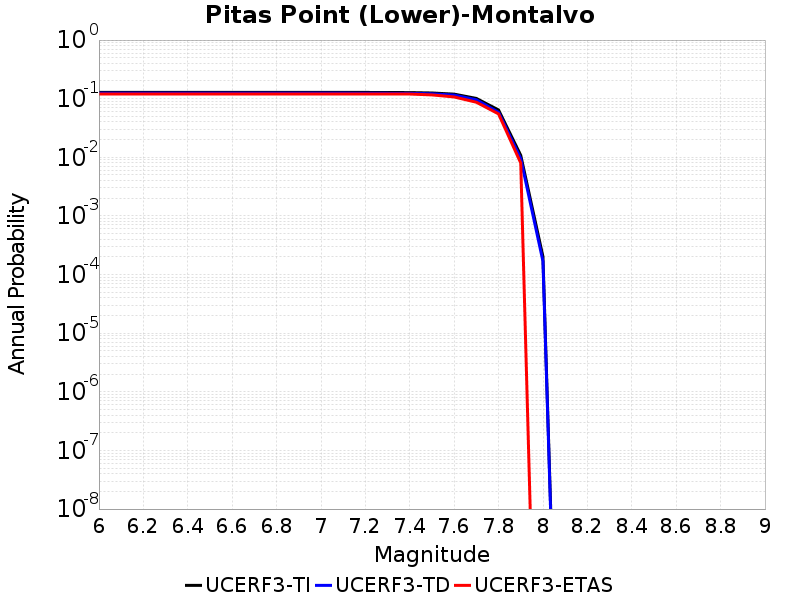 Pitas Point (Lower)-Montalvo
10^0
10^-1
10^-2
10^-3
10^-4
10^-5
10^-6
10^-7
10^-8
Annual Probability
6 6.2 6.4 6.6 6.8 7 7.2 7.4 7.6 7.8 8 8.2 8.4 8.6 8.8 9
Magnitude
UCERF3-TI UCERF3-TD UCERF3-ETAS